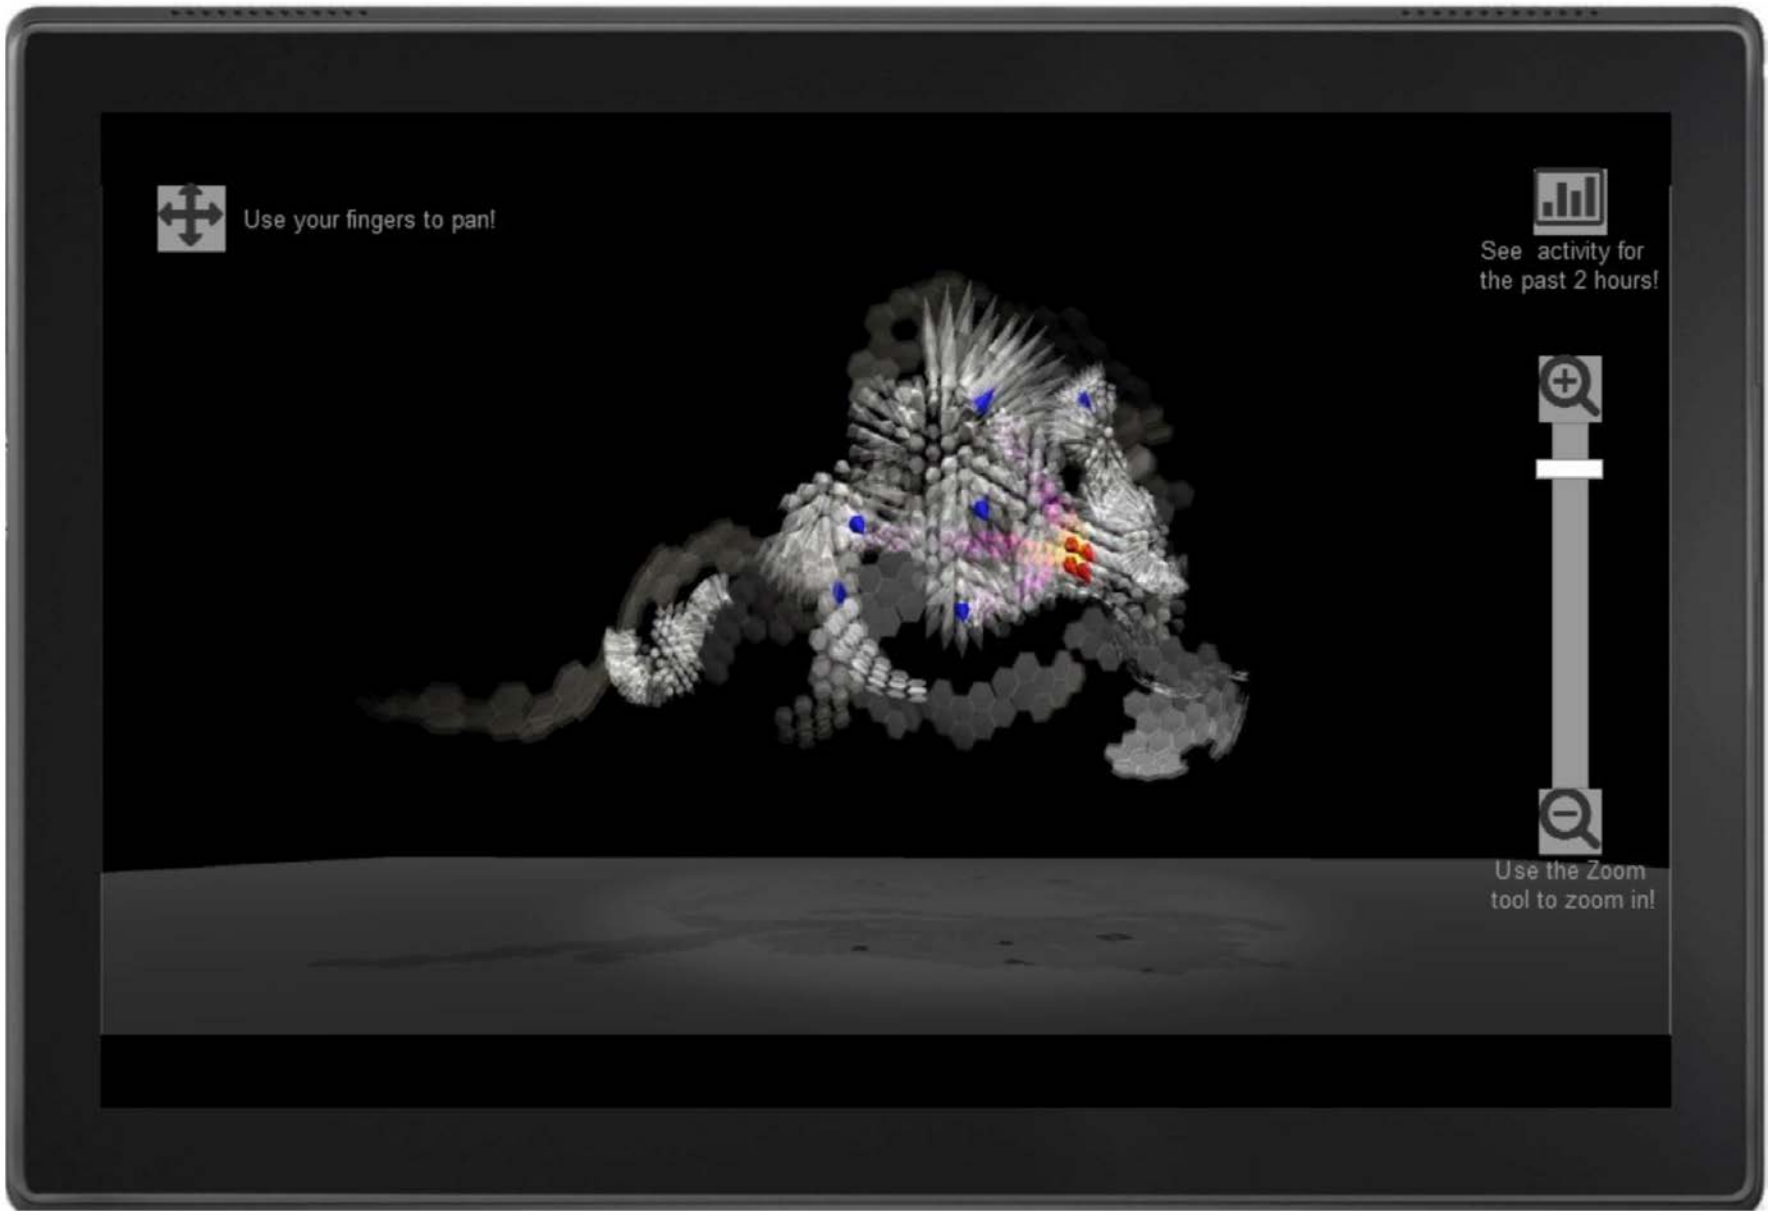 Use your fingers to pan!
See activity for
the past 2 hours!
Use the Zoom
tool to zoom in!